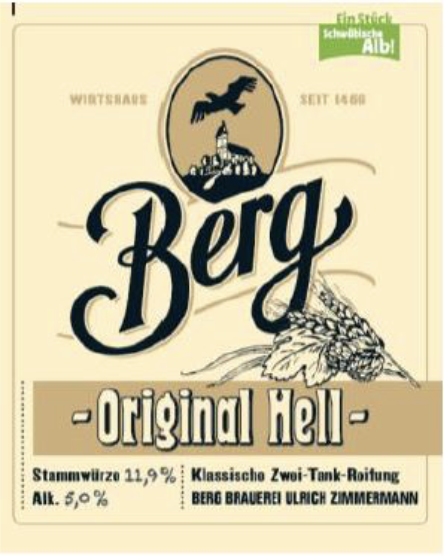 Ein Stück
Schwäbische
Alb!
WIRTSHAUS SEIT 1466
Berg
-Original Hell-
Stammwürze 11,9% Klassische Zwei-Tank-Reifung
Alk. 5,0% BERG BRAUEREI ULRICH ZIMMERMANN